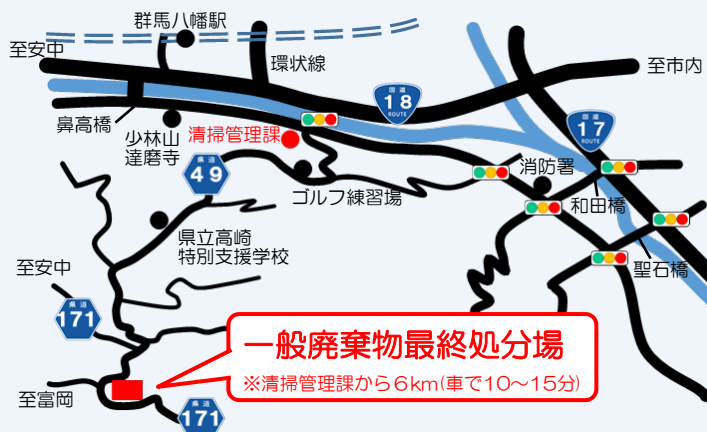 群馬八幡駅
至安中
環状線
至市内
国道
18
ROUTE
鼻高橋
少林山
達磨寺
清掃管理課
国道
17
ROUTE
県道
49
消防署
ゴルフ練習場
和田橋
県立高崎
特別支援学校
聖石橋
至安中
県道
171
一般廃棄物最終処分場
※清掃管理課から6km(車で10〜15分)
至富岡
県道
171